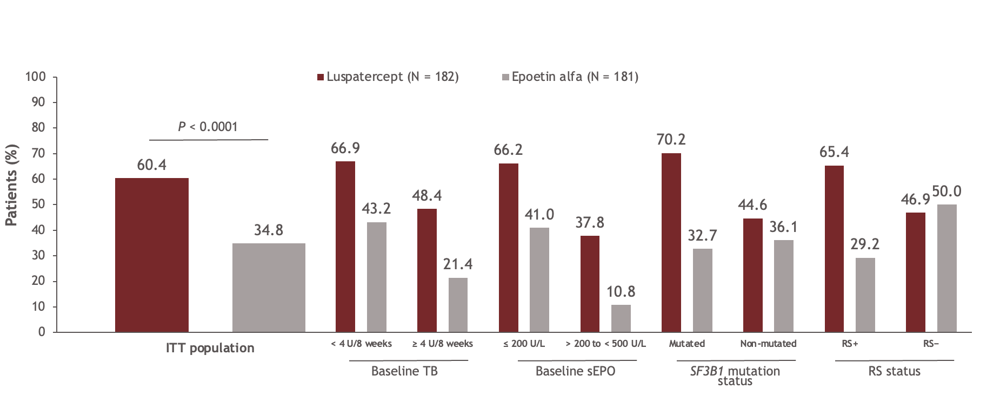 Luspatercept (N = 182)
Epoetin alfa (N = 181)
Patients (%)
100
90
80
70
60
50
40
30
20
10
0
P < 0.0001
60.4
34.8
66.9
43.2
48.4
21.4
66.2
41.0
37.8
10.8
70.2
32.7
44.6
36.1
65.4
29.2
46.9
50.0
ITT population
< 4 U/8 weeks
≥ 4 U/8 weeks
≤ 200 U/L
> 200 to < 500 U/L
Mutated
Non-mutated
RS+
RS−
Baseline TB
Baseline sEPO
SF3B1 mutation
status
RS status